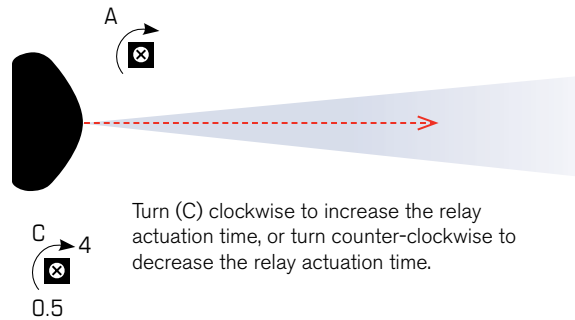 A
C
4
0.5
Turn (C) clockwise to increase the relay
actuation time, or turn counter-clockwise to
decrease the relay actuation time.